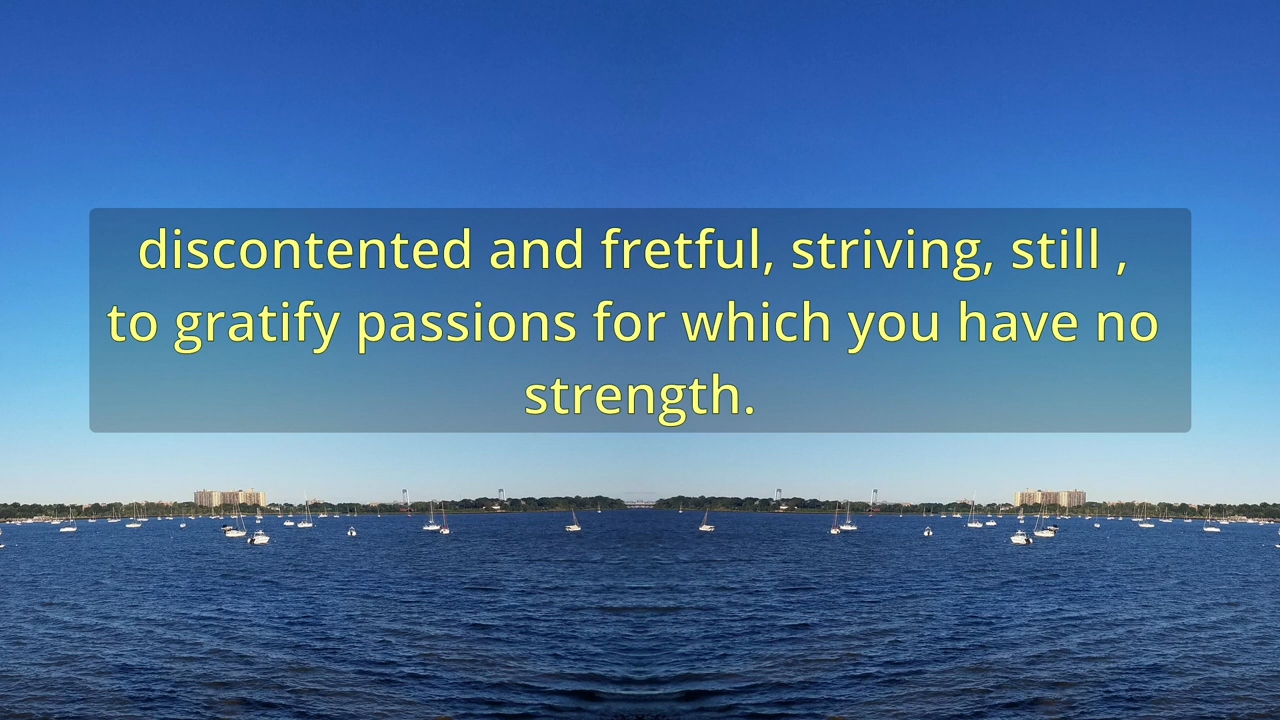 discontented and fretful, striving, still ,
to gratify passions for which you have no
strength.